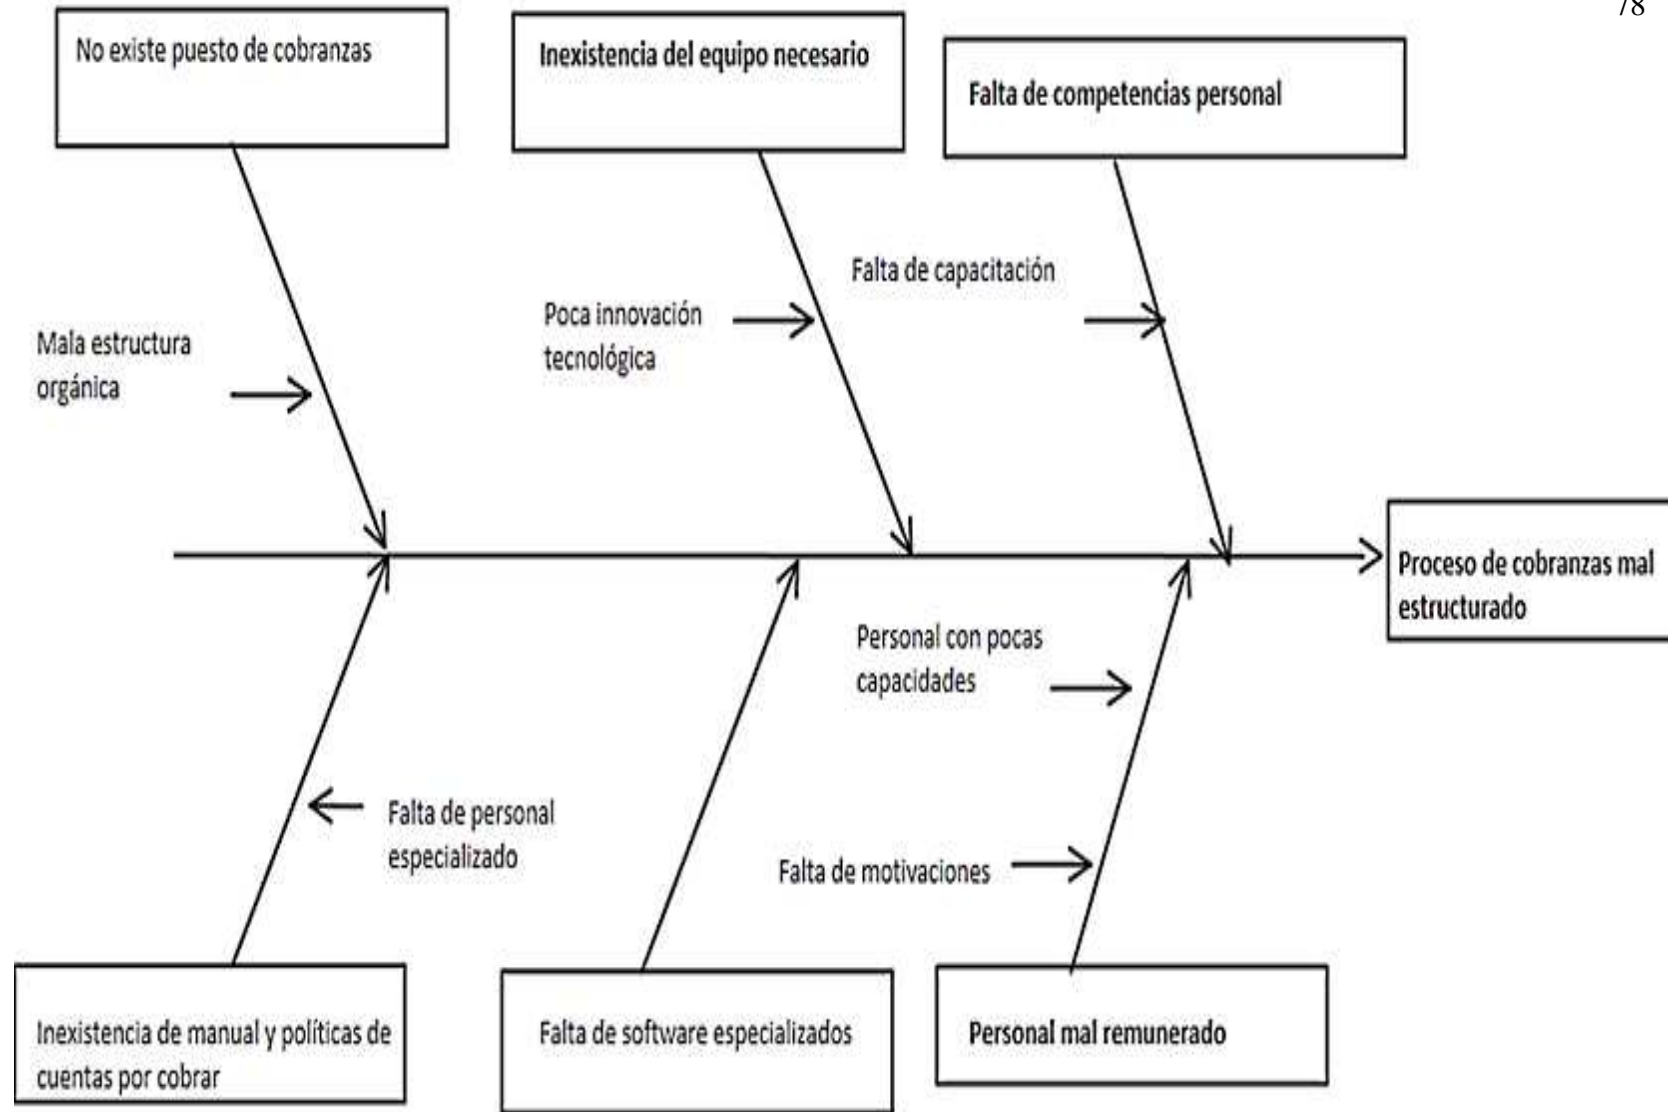 78
No existe puesto de cobranzas
Inexistencia del equipo necesario
Falta de competencias personal
Falta de capacitación
Poca innovación
tecnológica
Mala estructura
orgánica
Proceso de cobranzas mal
estructurado
Personal con pocas
capacidades
Falta de personal
especializado
Falta de motivaciones
Inexistencia de manual y políticas de
cuentas por cobrar
Falta de software especializados
Personal mal remunerado